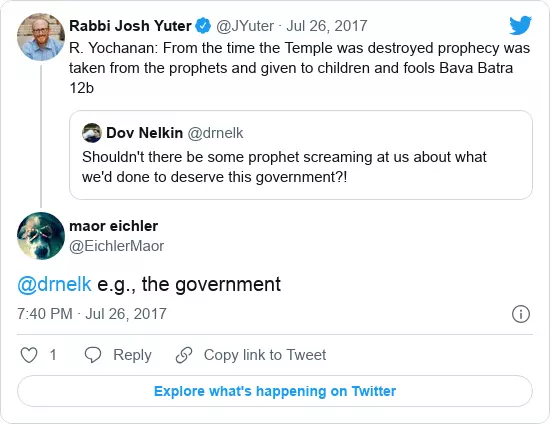 Rabbi Josh Yuter @JYuter · Jul 26, 2017
R. Yochanan: From the time the Temple was destroyed prophecy was
taken from the prophets and given to children and fools Bava Batra
12b
Dov Nelkin @drnelk
Shouldn't there be some prophet screaming at us about what
we'd done to deserve this government?!
maor eichler
@EichlerMaor
@drnelk e.g., the government
7:40 PM · Jul 26, 2017
1 Reply Copy link to Tweet
Explore what's happening on Twitter